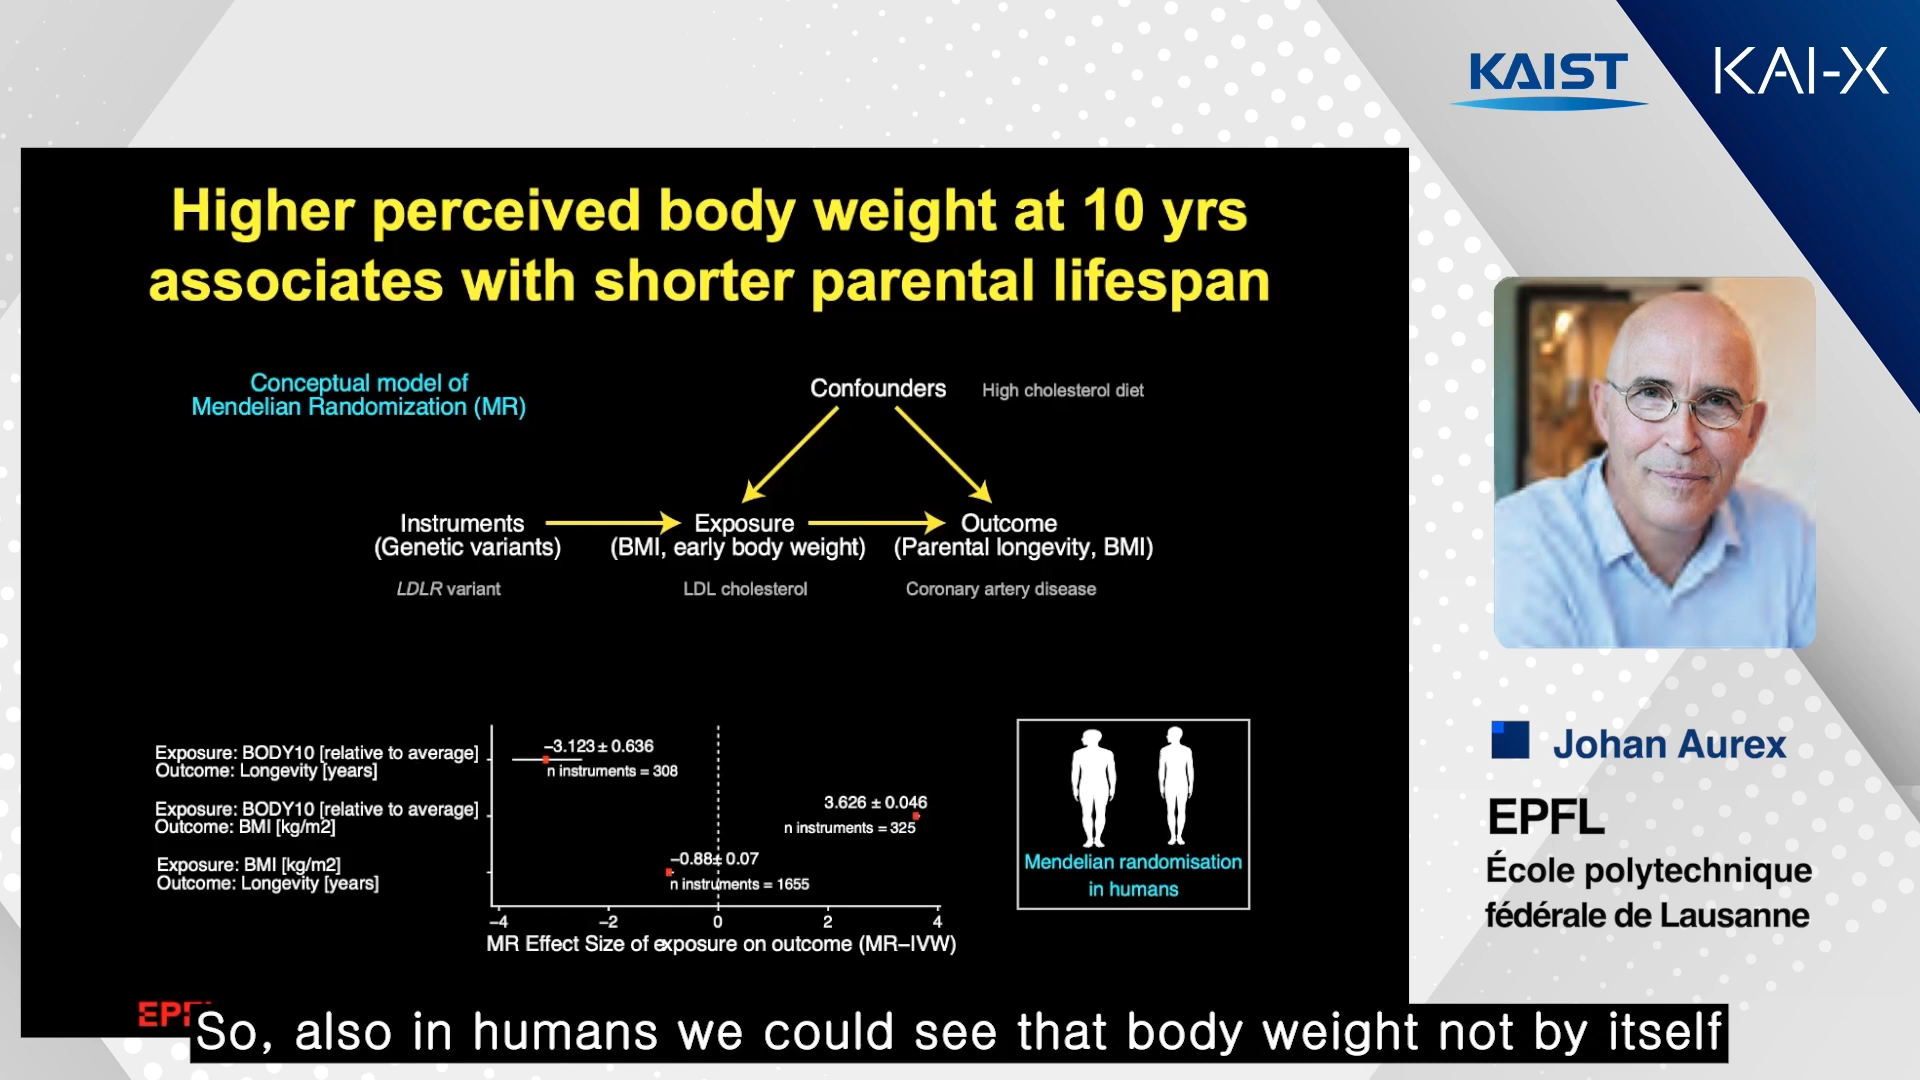 KAIST
KAI-X
Higher perceived body weight at 10 yrs
associates with shorter parental lifespan
Conceptual model of
Mendelian Randomization (MR)
Confounders
High cholesterol diet
Instruments
(Genetic variants)
Exposure
(BMI, early body weight)
Outcome
(Parental longevity, BMI)
LDLR variant
LDL cholesterol
Coronary artery disease
Exposure: BODY10 [relative to average]
Outcome: Longevity [years]
−3.123 ± 0.636
n instruments = 308
Exposure: BODY10 [relative to average]
Outcome: BMI [kg/m2]
3.626 ± 0.046
n instruments = 325
Exposure: BMI [kg/m2]
Outcome: Longevity [years]
−0.88± 0.07
n instruments = 1655
−4
−2
0
2
4
MR Effect Size of exposure on outcome (MR−IVW)
Mendelian randomisation
in humans
Johan Aurex
EPFL
École polytechnique
fédérale de Lausanne
So, also in humans we could see that body weight not by itself